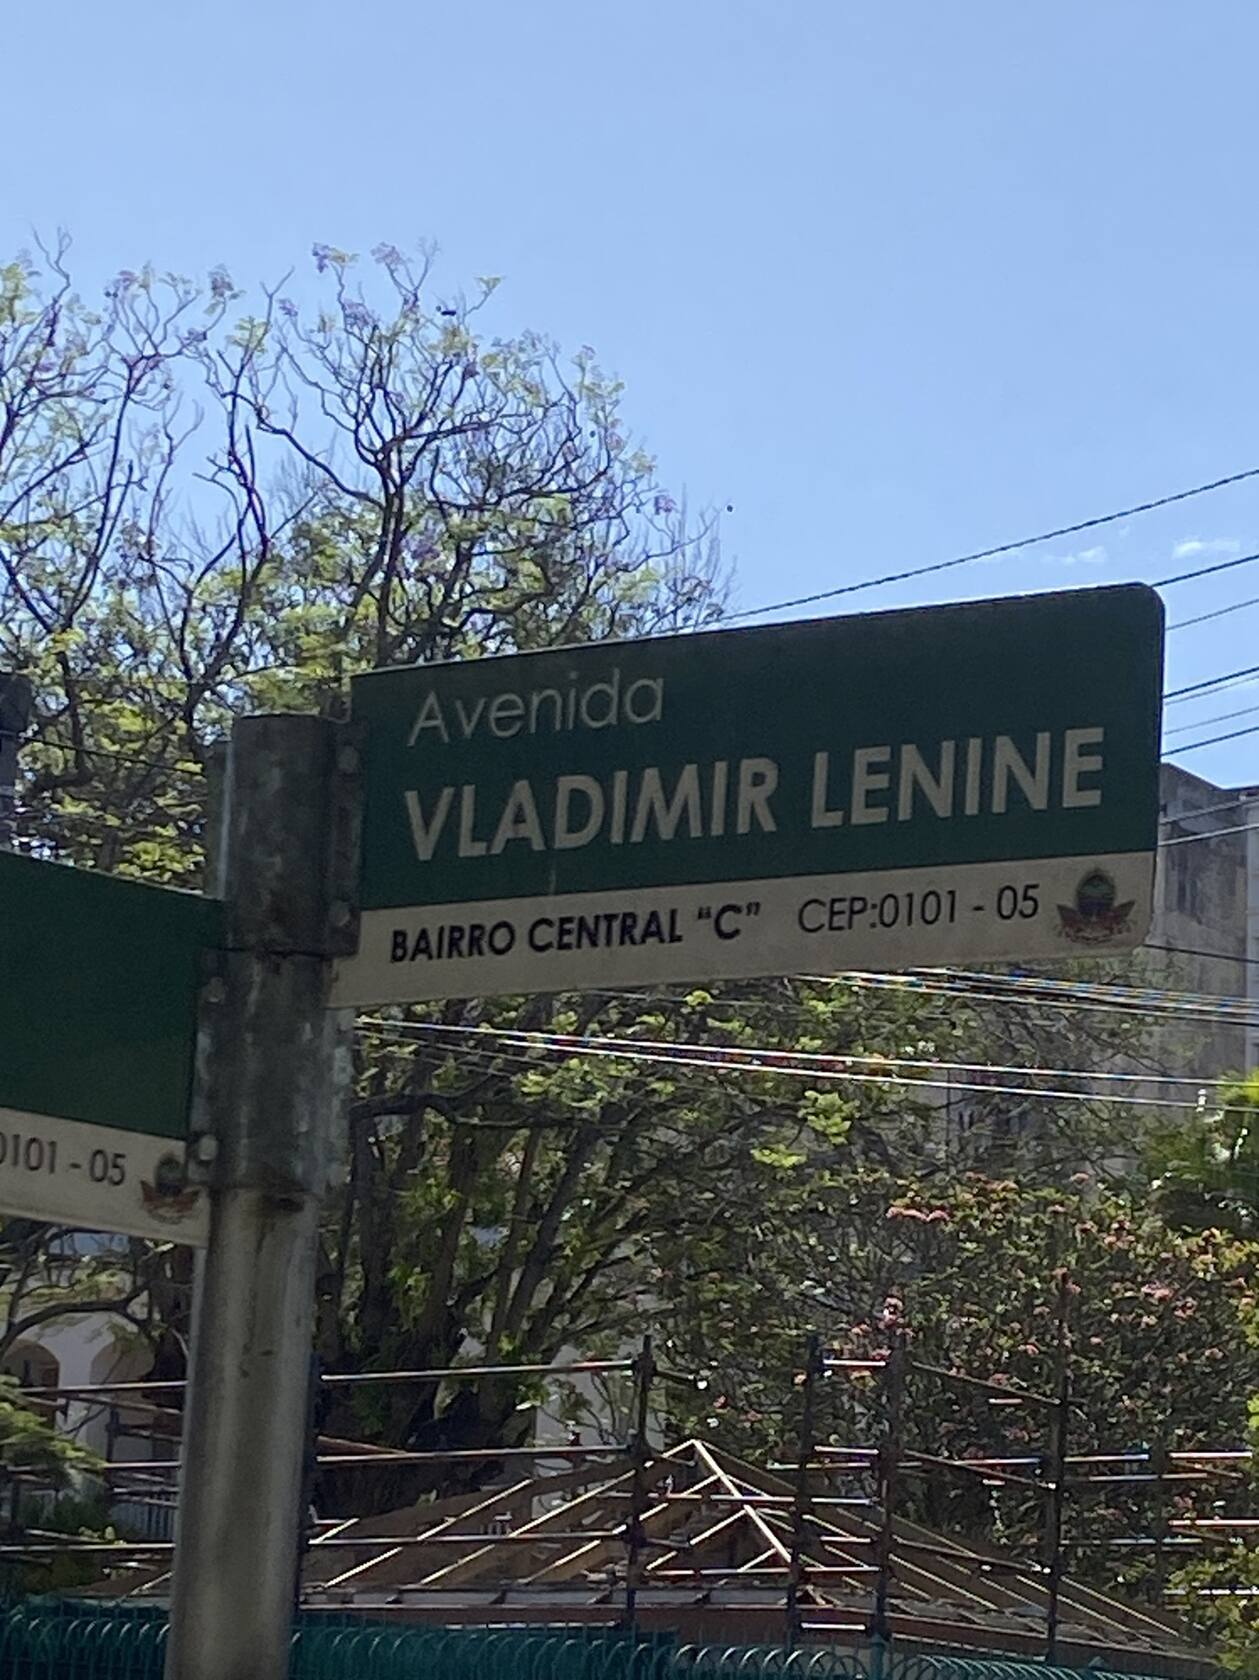 Avenida
VLADIMIR LENINE
BAIRRO CENTRAL “C” CEP:0101 - 05
0101 - 05